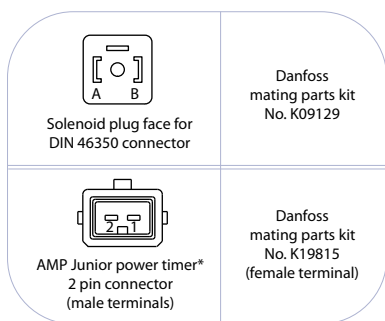 A B
Solenoid plug face for
DIN 46350 connector
Danfoss
mating parts kit
No. K09129
2 1
AMP Junior power timer*
2 pin connector
(male terminals)
Danfoss
mating parts kit
No. K19815
(female terminal)